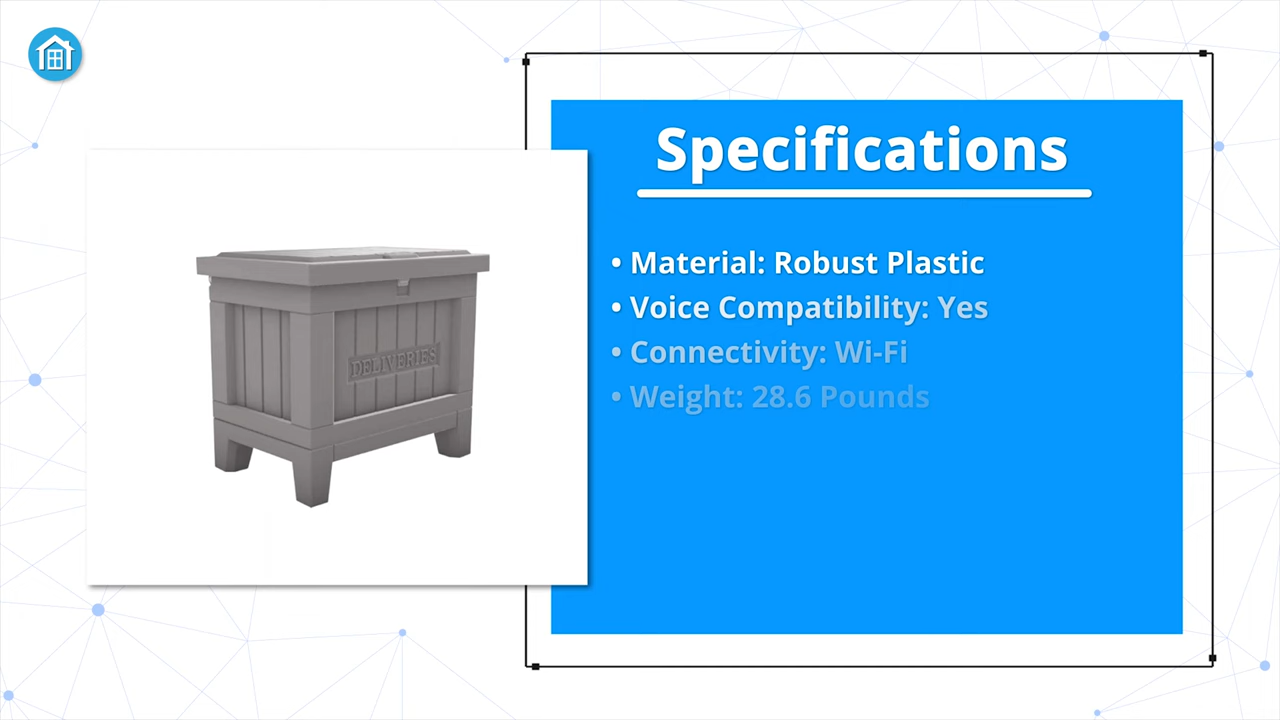 Specifications
• Material: Robust Plastic
• Voice Compatibility: Yes
• Connectivity: Wi-Fi
• Weight: 28.6 Pounds
DELIVERIES